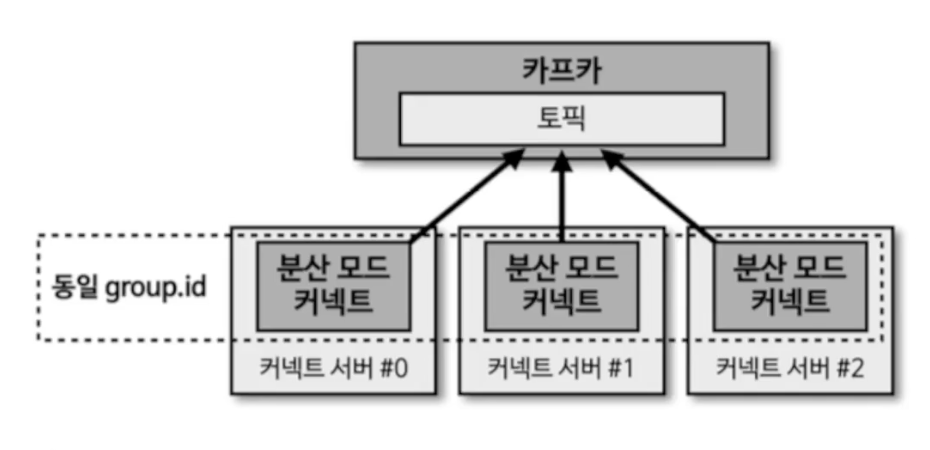 카프카
토픽
동일 group.id
분산 모드
커넥트
분산 모드
커넥트
분산 모드
커넥트
커넥트 서버 #0
커넥트 서버 #1
커넥트 서버 #2